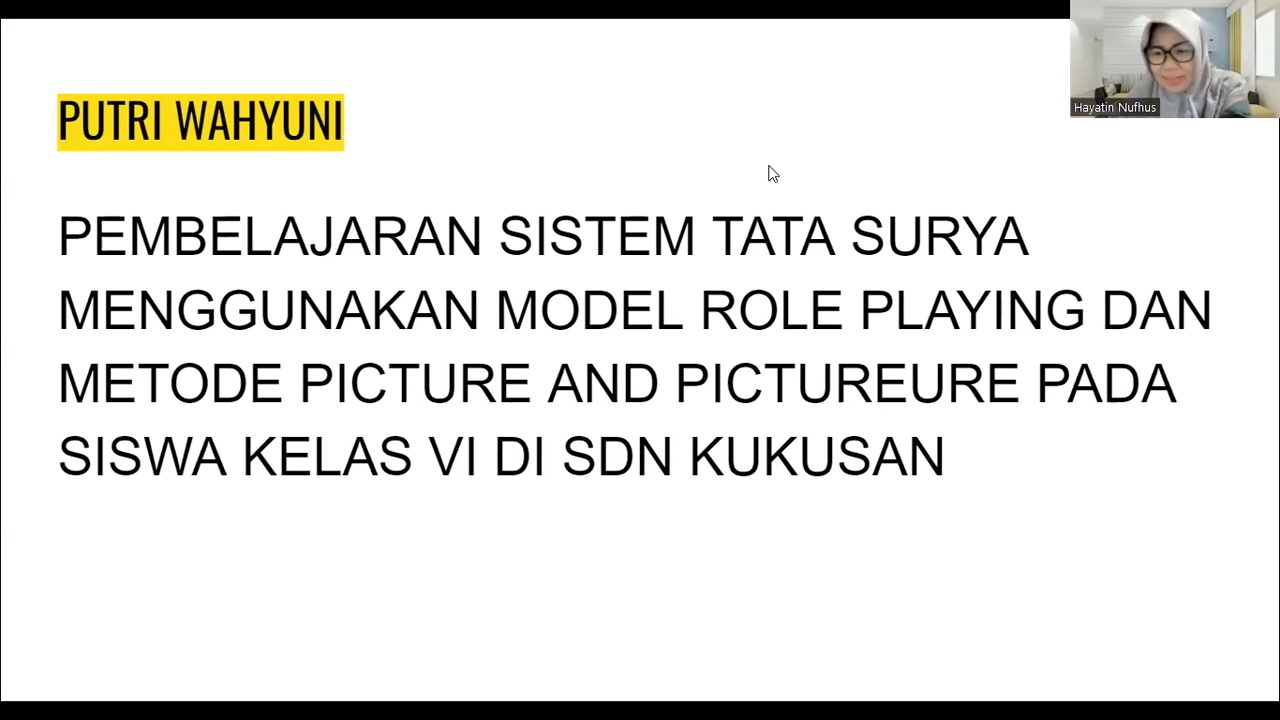 PUTRI WAHYUNI
Hayatin Nufhus
PEMBELAJARAN SISTEM TATA SURYA
MENGGUNAKAN MODEL ROLE PLAYING DAN
METODE PICTURE AND PICTUREURE PADA
SISWA KELAS VI DI SDN KUKUSAN